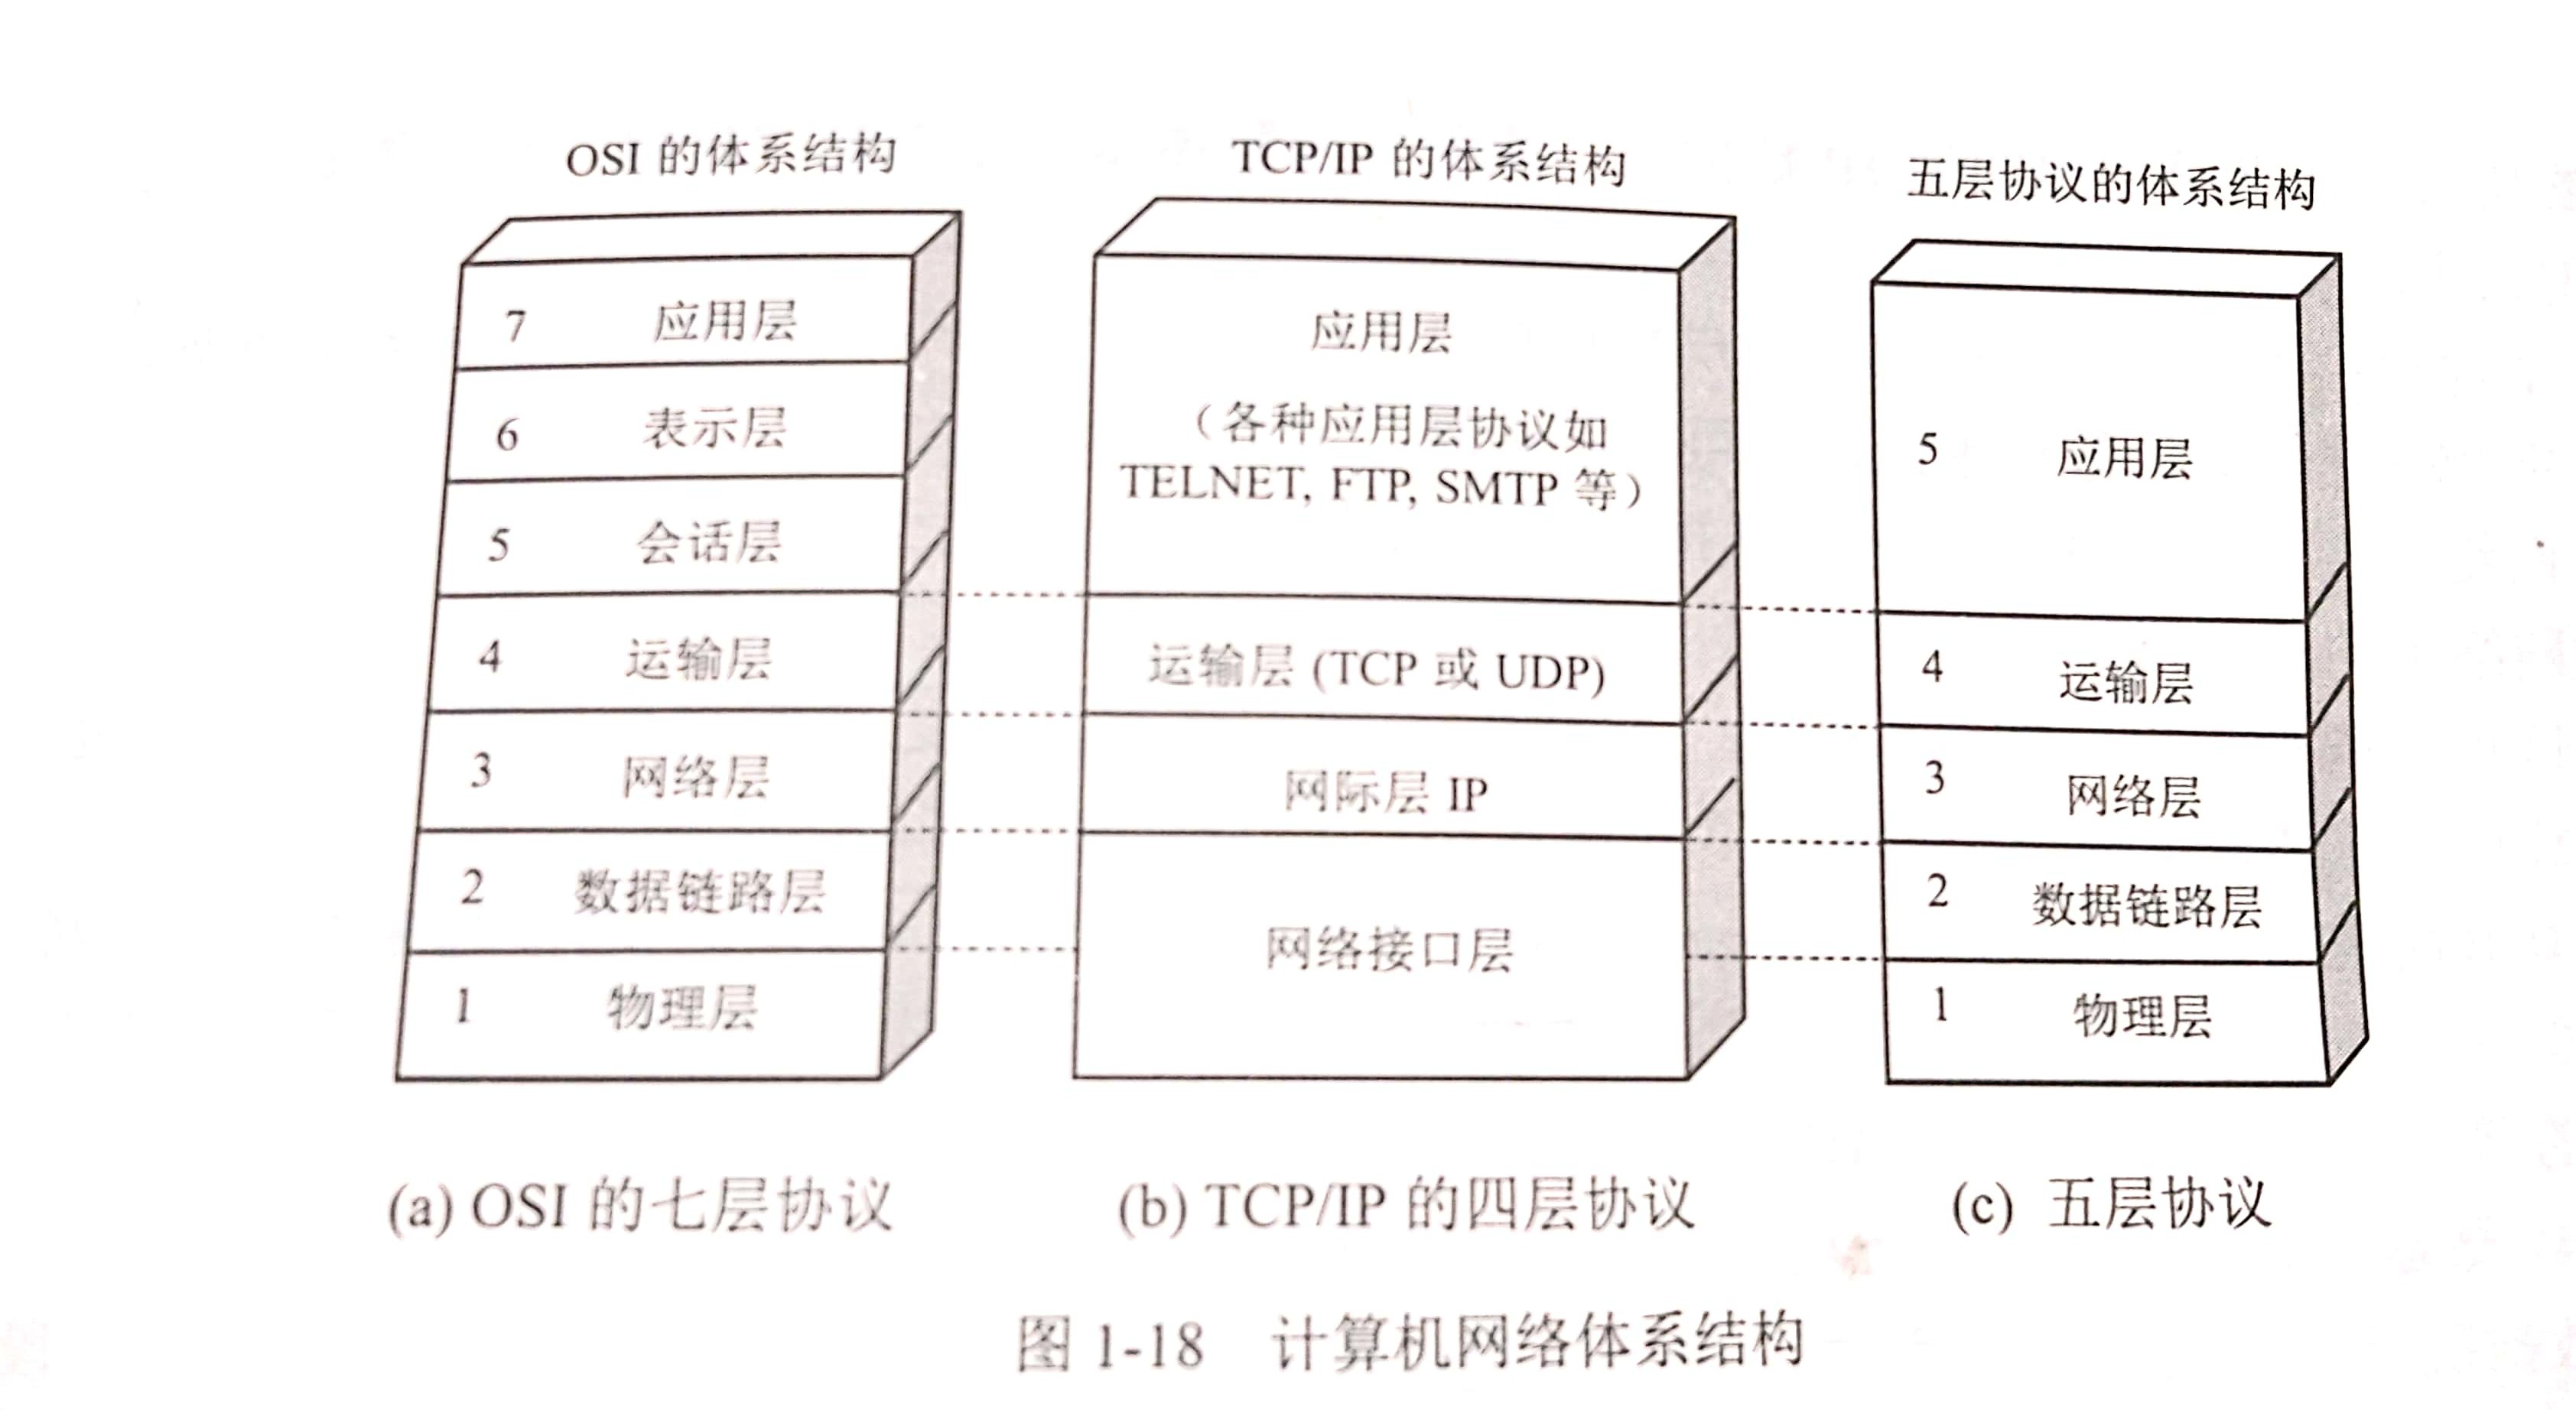 OSI 的体系结构
7 应用层
6 表示层
5 会话层
4 运输层
3 网络层
2 数据链路层
1 物理层
(a) OSI 的七层协议
TCP/IP 的体系结构
应用层
（各种应用层协议如
TELNET, FTP, SMTP 等）
运输层 (TCP 或 UDP)
网际层 IP
网络接口层
(b) TCP/IP 的四层协议
五层协议的体系结构
5 应用层
4 运输层
3 网络层
2 数据链路层
1 物理层
(c) 五层协议
图 1-18 计算机网络体系结构